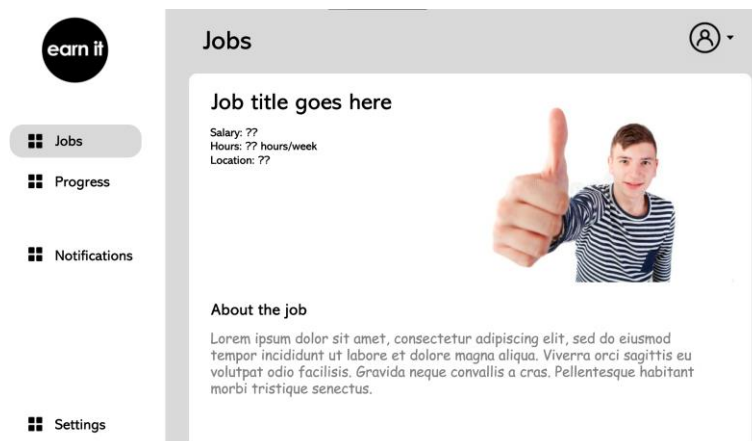 earn it
Jobs
Progress
Notifications
Settings
Jobs
Job title goes here
Salary: ??
Hours: ?? hours/week
Location: ??
About the job
Lorem ipsum dolor sit amet, consectetur adipiscing elit, sed do eiusmod
tempor incididunt ut labore et dolore magna aliqua. Viverra orci sagittis eu
volutpat odio facilisis. Gravida neque convallis a cras. Pellentesque habitant
morbi tristique senectus.